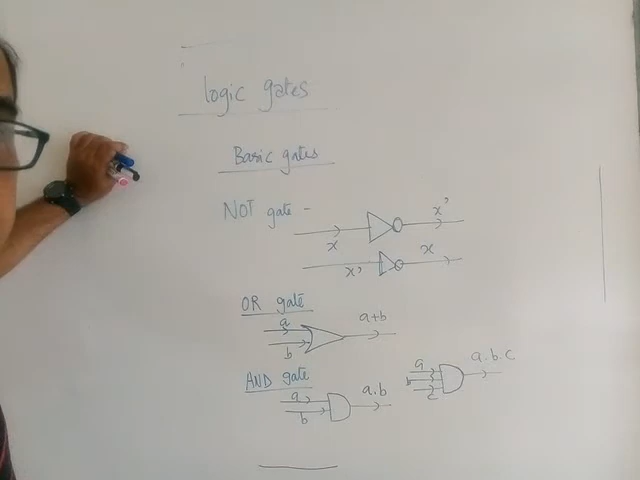 logic gates
Basic gates
NOT gate -
x x'
x' x
OR gate
a
b
a+b
AND gate
a
b
a.b
a
b
c
a.b.c